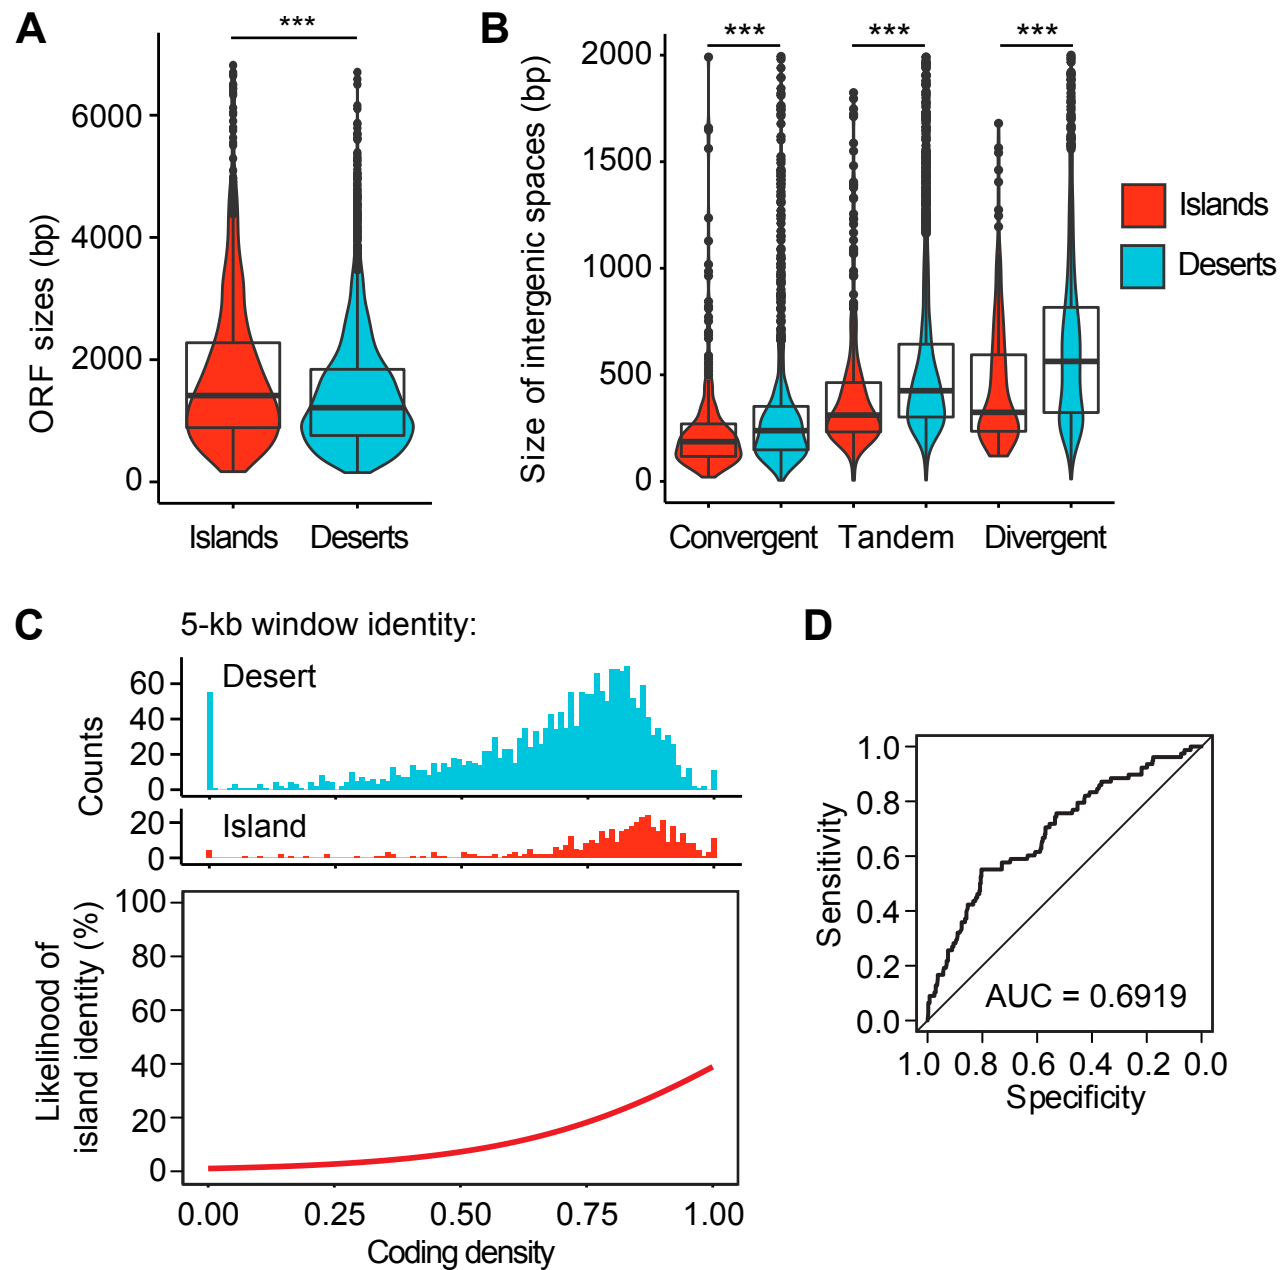 A
***
ORF sizes (bp)
6000
4000
2000
0
Islands Deserts
B
*** *** ***
Size of intergenic spaces (bp)
2000
1500
1000
500
0
Convergent Tandem Divergent
Islands
Deserts
C
5-kb window identity:
Desert
Counts
60
40
20
0
Island
20
0
Likelihood of
island identity (%)
100
80
60
40
20
0
0.00 0.25 0.50 0.75 1.00
Coding density
D
Sensitivity
1.0
0.8
0.6
0.4
0.2
0.0
AUC = 0.6919
1.0 0.8 0.6 0.4 0.2 0.0
Specificity